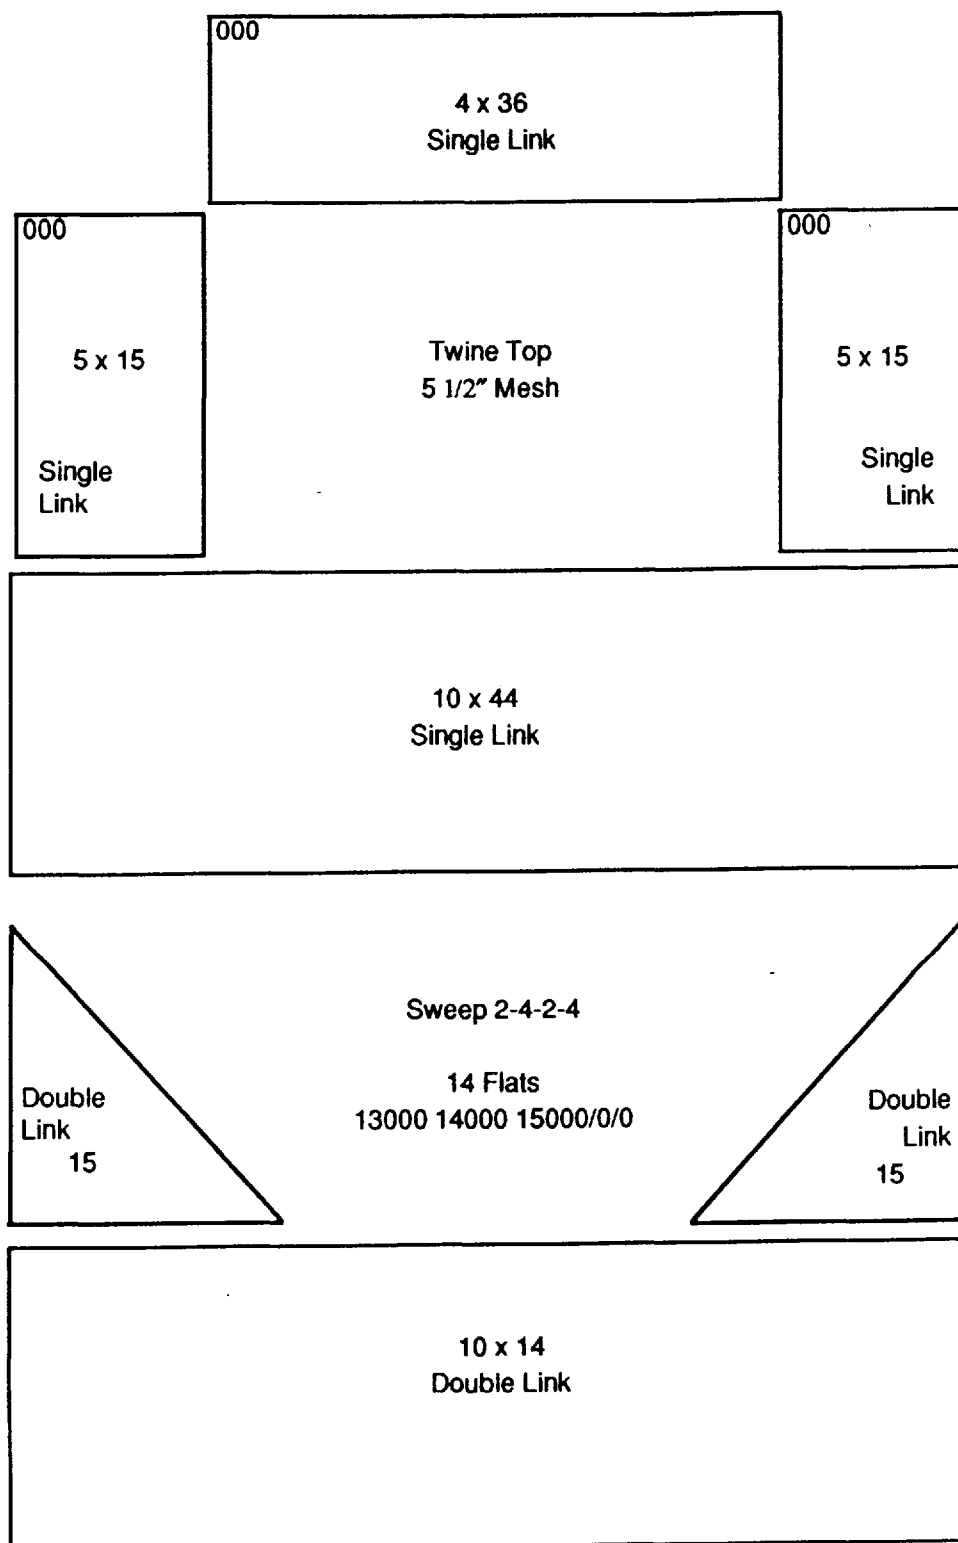 000
4 x 36
Single Link
000
5 x 15
Single
Link
Twine Top
5 1/2" Mesh
000
5 x 15
Single
Link
10 x 44
Single Link
Double
Link
15
Sweep 2-4-2-4
14 Flats
13000 14000 15000/0/0
Double
Link
15
10 x 14
Double Link